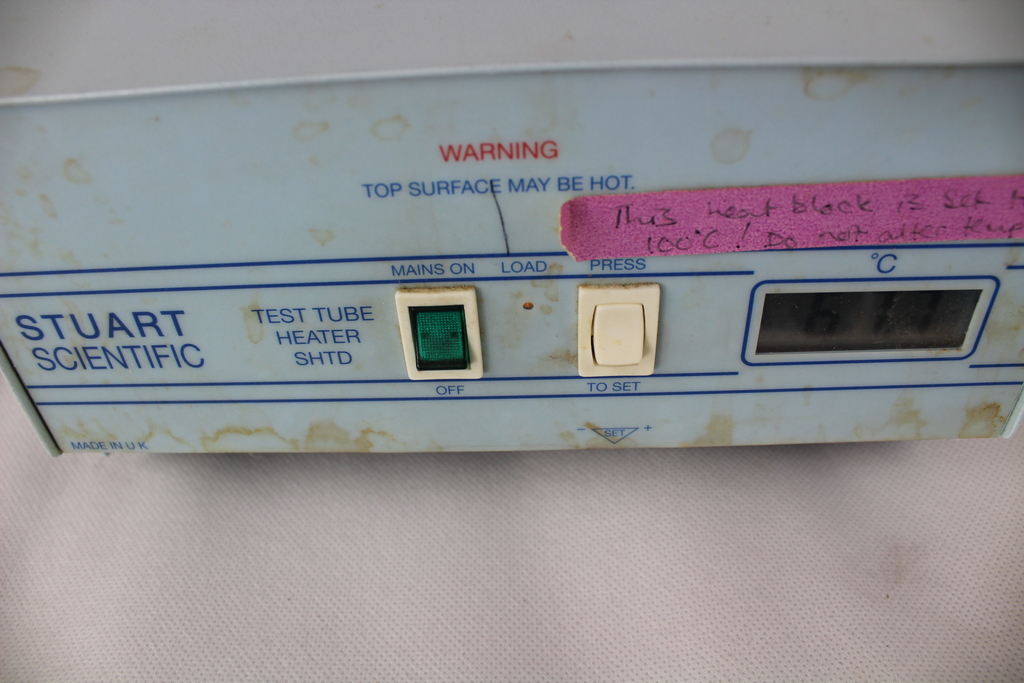 WARNING
TOP SURFACE MAY BE HOT.
This heat block is set
100°C! Do not alter
MAINS ON LOAD PRESS °C
STUART
SCIENTIFIC
TEST TUBE
HEATER
SHTD
OFF TO SET
- SET +
MADE IN U K